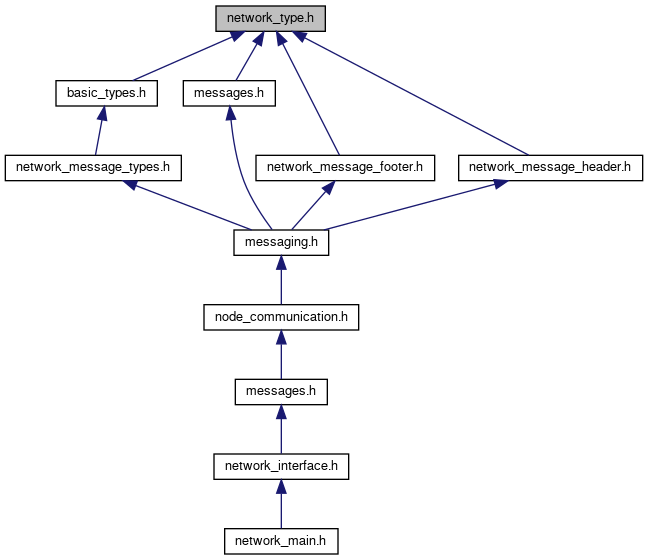 network_type.h
basic_types.h
messages.h
network_message_types.h
network_message_footer.h
network_message_header.h
messaging.h
node_communication.h
messages.h
network_interface.h
network_main.h